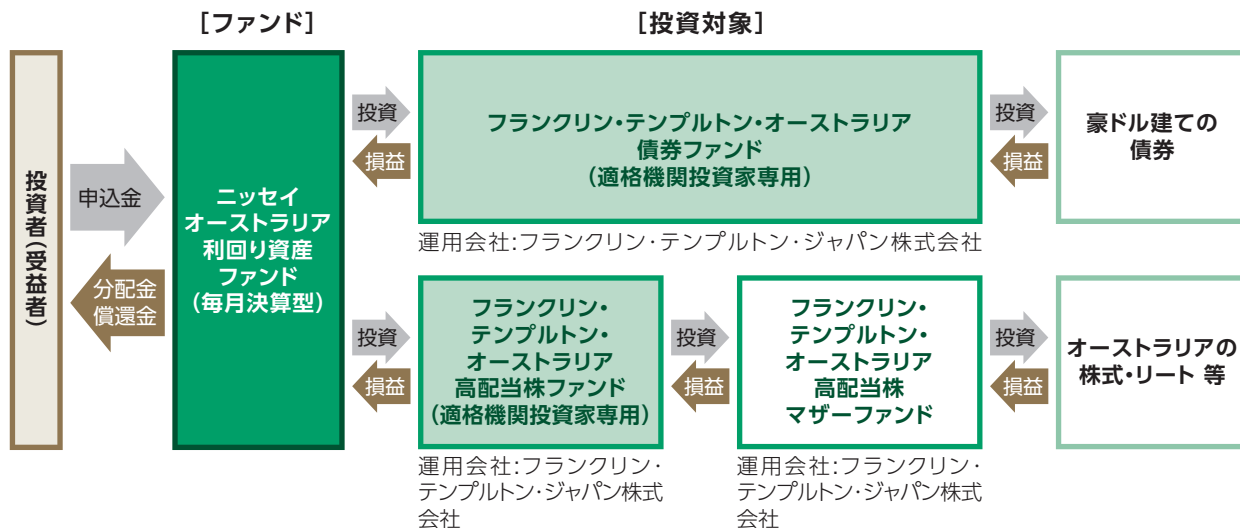 ［ファンド］
［投資対象］
投資者（受益者）
申込金
分配金
償還金
ニッセイ
オーストラリア
利回り資産
ファンド
（毎月決算型）
投資
損益
フランクリン・テンプルトン・オーストラリア
債券ファンド
（適格機関投資家専用）
運用会社：フランクリン・テンプルトン・ジャパン株式会社
投資
損益
豪ドル建ての
債券
投資
損益
フランクリン・
テンプルトン・
オーストラリア
高配当株ファンド
（適格機関投資家専用）
運用会社：フランクリン・
テンプルトン・ジャパン株式
会社
投資
損益
フランクリン・
テンプルトン・
オーストラリア
高配当株
マザーファンド
運用会社：フランクリン・
テンプルトン・ジャパン株式
会社
投資
損益
オーストラリアの
株式・リート 等